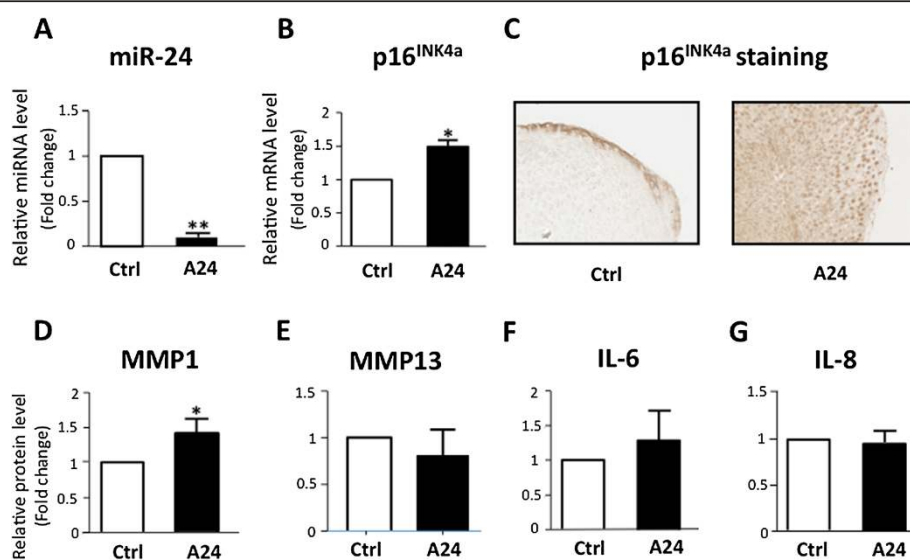 A
miR-24
Relative miRNA level
(Fold change)
1.5
1
0.5
0
**
Ctrl
A24
B
p16INK4a
Relative mRNA level
(Fold change)
2
1.5
1
0.5
0
*
Ctrl
A24
C
p16INK4a staining
Ctrl
A24
D
MMP1
Relative protein level
(Fold change)
2
1.5
1
0.5
0
*
Ctrl
A24
E
MMP13
1.5
1
0.5
0
Ctrl
A24
F
IL-6
2
1.5
1
0.5
0
Ctrl
A24
G
IL-8
1.5
1
0.5
0
Ctrl
A24